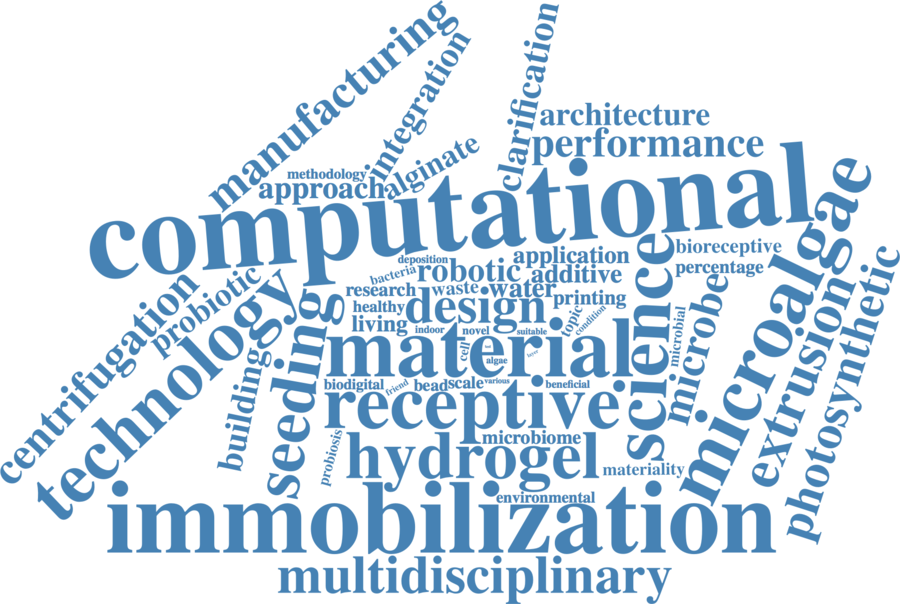 manufacturing
integration
clarification
architecture
performance
methodology
approach
alginate
computational
microalgae
bioreceptive
percentage
science
deposition
bacteria
robotic
application
additive
research
waste
water
printing
healthy
design
living
indoor
novel
suitable
topic
condition
probiotic
centrifugation
technology
building
seeding
material
cell
algae
microbe
microbial
extrusion
photosynthetic
biodigital
friend
bead
scale
various
beneficial
receptive
microbiome
probiosis
hydrogel
materiality
environmental
immobilization
multidisciplinary